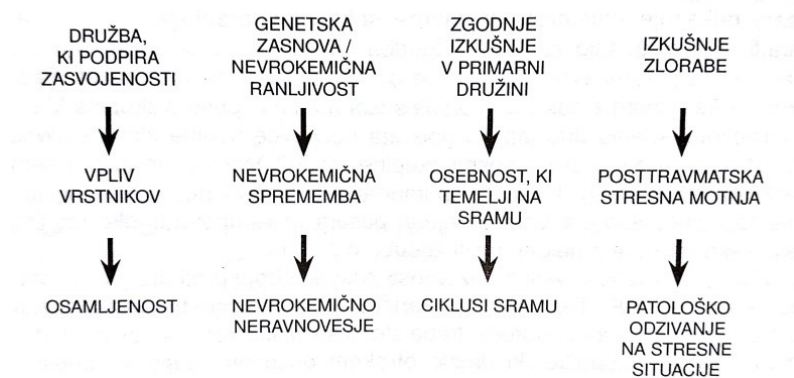 DRUŽBA,
KI PODPIRA
ZASVOJENOSTI
GENETSKA
ZASNOVA /
NEVROKEMIČNA
RANLJIVOST
ZGODNJE
IZKUŠNJE
V PRIMARNI
DRUŽINI
IZKUŠNJE
ZLORABE
VPLIV
VRSTNIKOV
NEVROKEMIČNA
SPREMEMBA
OSEBNOST, KI
TEMELJI NA
SRAMU
POSTTRAVMATSKA
STRESNA MOTNJA
OSAMLJENOST
NEVROKEMIČNO
NERAVNOVESJE
CIKLUSI SRAMU
PATOLOŠKO
ODZIVANJE
NA STRESNE
SITUACIJE